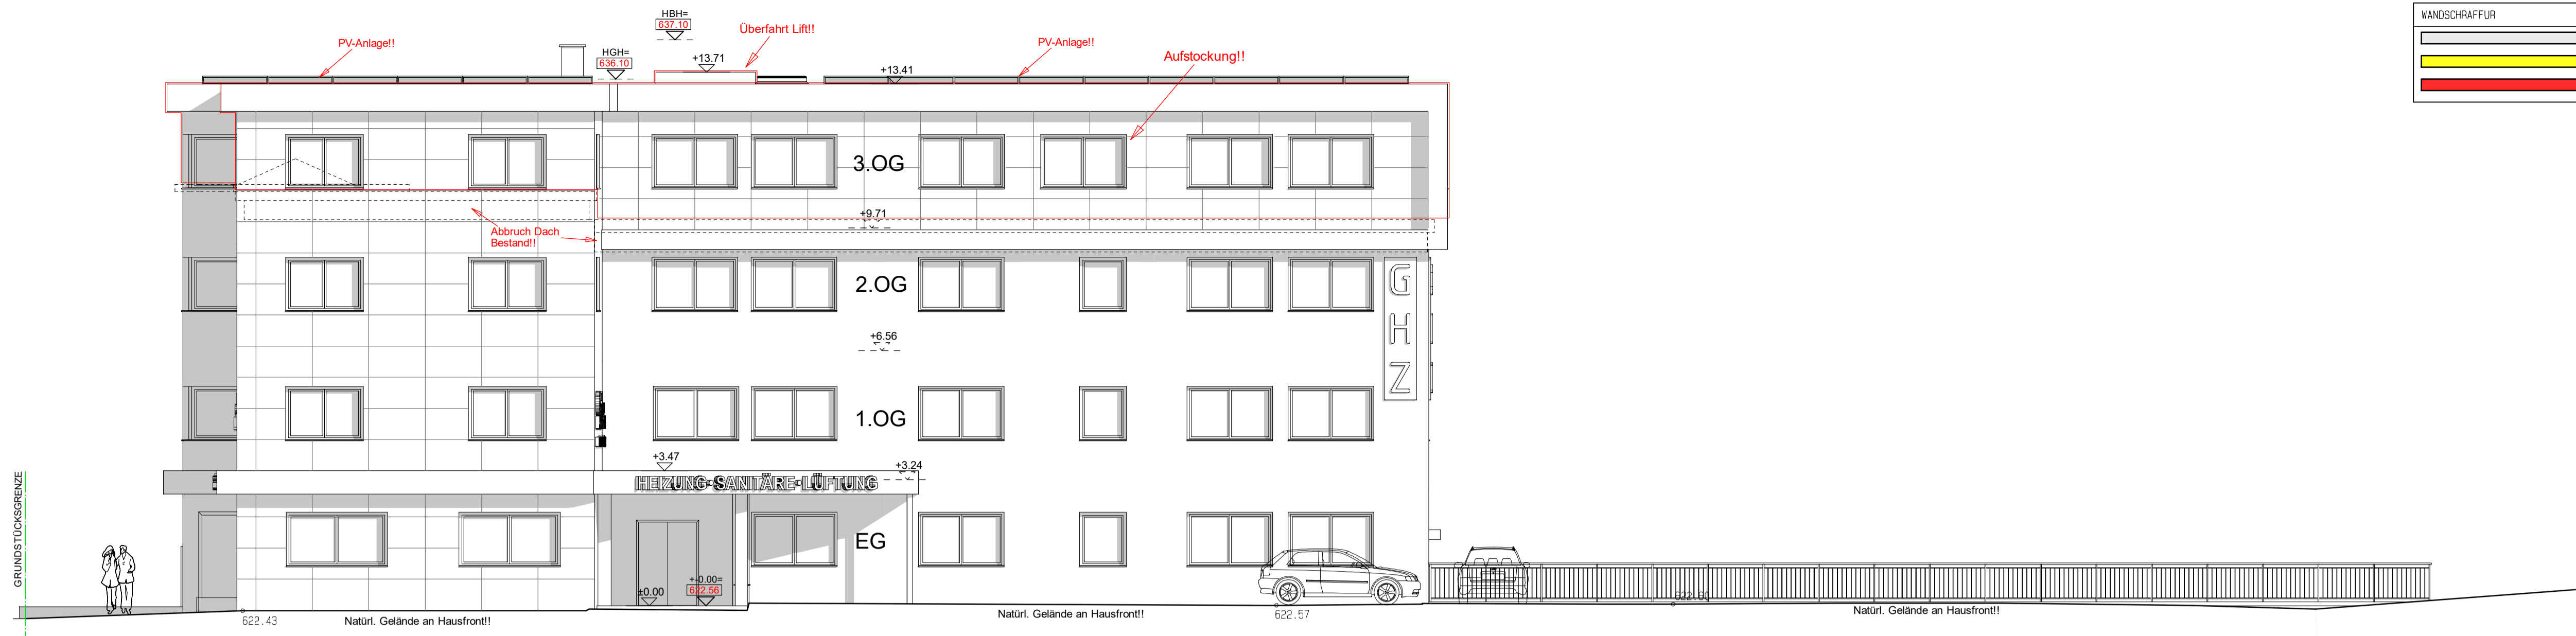 HBH=
637.10
Überfahrt Lift!!
WANDSCHRAFFUR
PV-Anlage!!
HGH=
636.10
+13.71
PV-Anlage!!
Aufstockung!!
+13.41
3.OG
+9.71
Abbruch Dach
Bestand!!
2.OG
G
H
Z
+6.56
1.OG
+3.47
+3.24
HEIZUNG SANITÄRE LÜFTUNG
GRUNDSTÜCKSGRENZE
EG
+-0.00=
622.56
±0.00
622.60
622.43
Natürl. Gelände an Hausfront!!
Natürl. Gelände an Hausfront!!
622.57
Natürl. Gelände an Hausfront!!